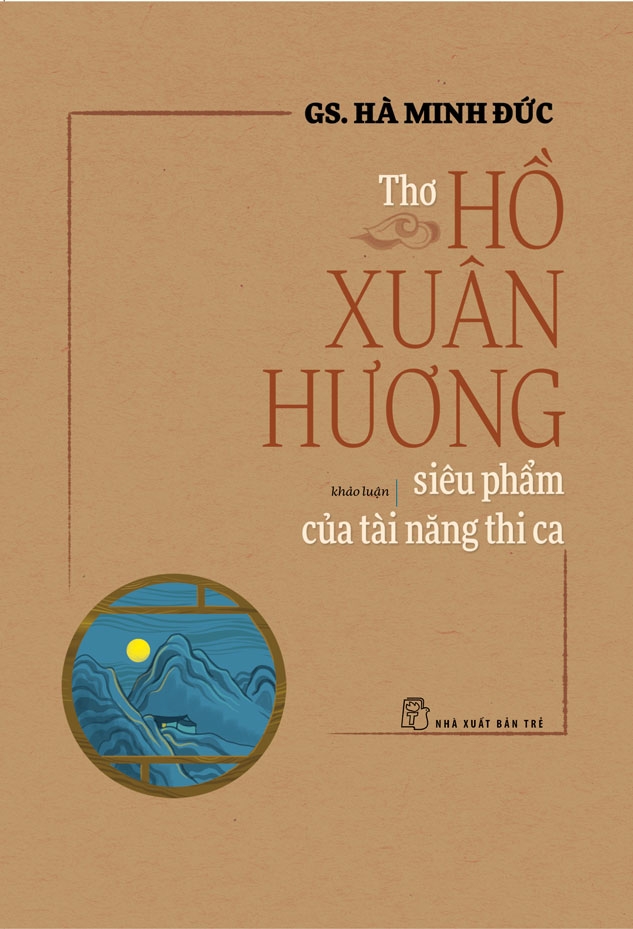 GS. HÀ MINH ĐỨC
Thơ HỒ
XUÂN
HƯƠNG
khảo luận | siêu phẩm
của tài năng thi ca
NHÀ XUẤT BẢN TRẺ